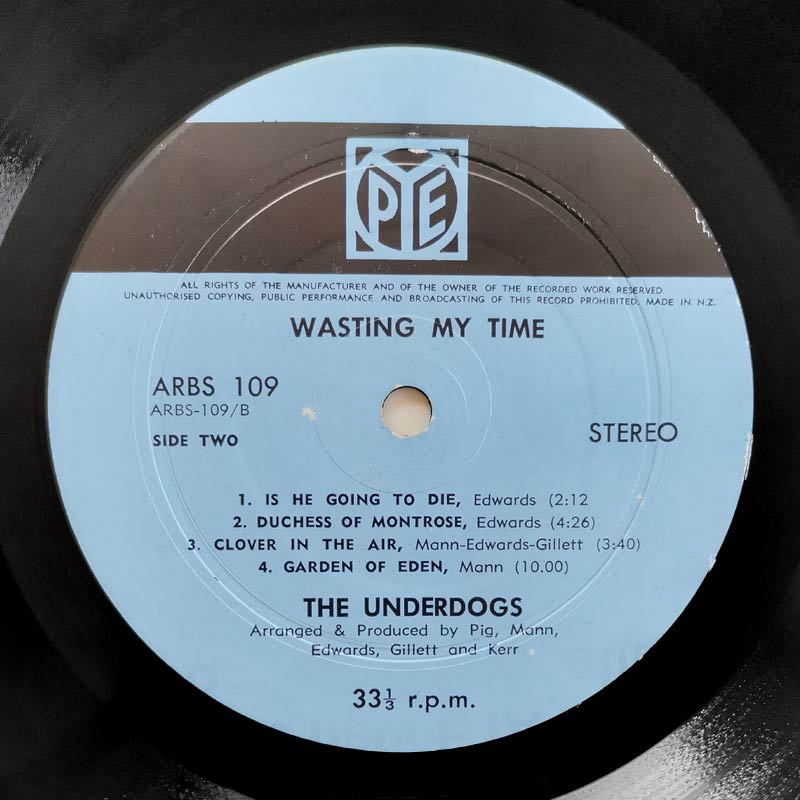 PYE
ALL RIGHTS OF THE MANUFACTURER AND OF THE OWNER OF THE RECORDED WORK RESERVED.
UNAUTHORISED COPYING, PUBLIC PERFORMANCE AND BROADCASTING OF THIS RECORD PROHIBITED. MADE IN N.Z.
WASTING MY TIME
ARBS 109
ARBS-109/B
SIDE TWO
STEREO
1. IS HE GOING TO DIE, Edwards (2:12
2. DUCHESS OF MONTROSE, Edwards (4:26)
3. CLOVER IN THE AIR, Mann-Edwards-Gillett (3:40)
4. GARDEN OF EDEN, Mann (10.00)
THE UNDERDOGS
Arranged & Produced by Pig, Mann,
Edwards, Gillett and Kerr
33⅓ r.p.m.